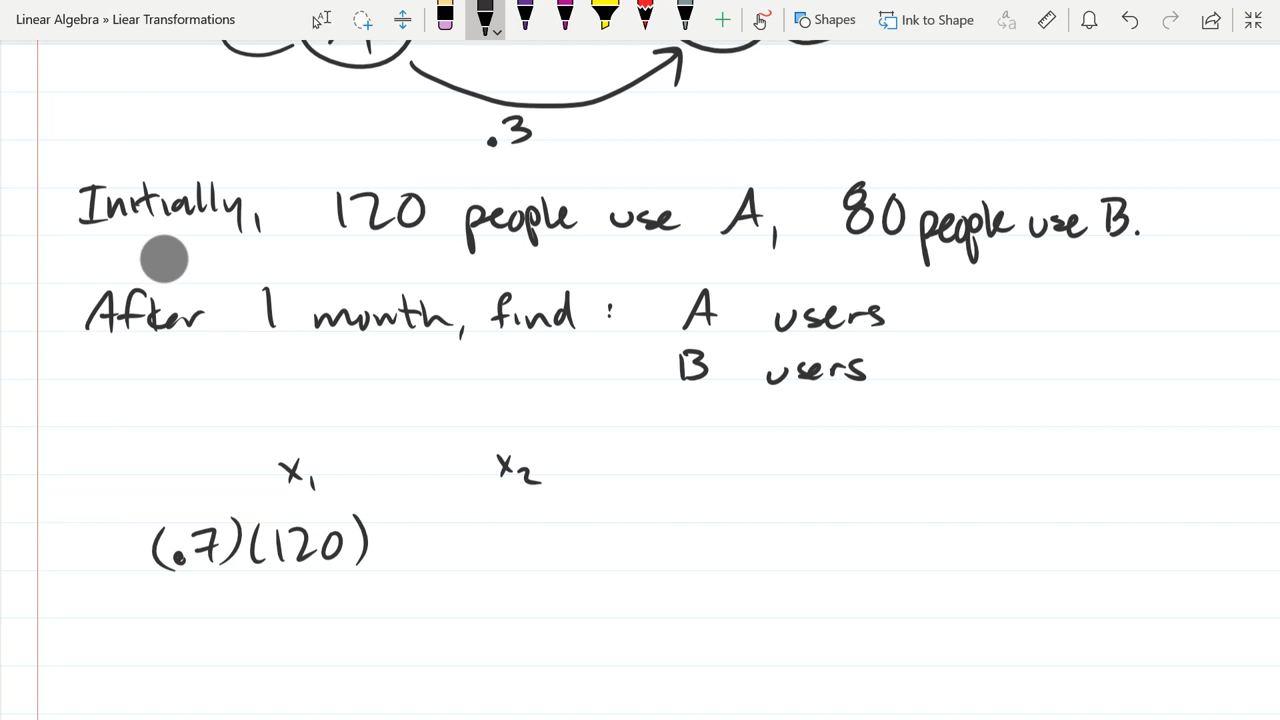 Linear Algebra » Liear Transformations
Shapes
Ink to Shape
.3
Initially, 120 people use A, 80 people use B.
After 1 month, find : A users
B users
x₁ x₂
(.7)(120)